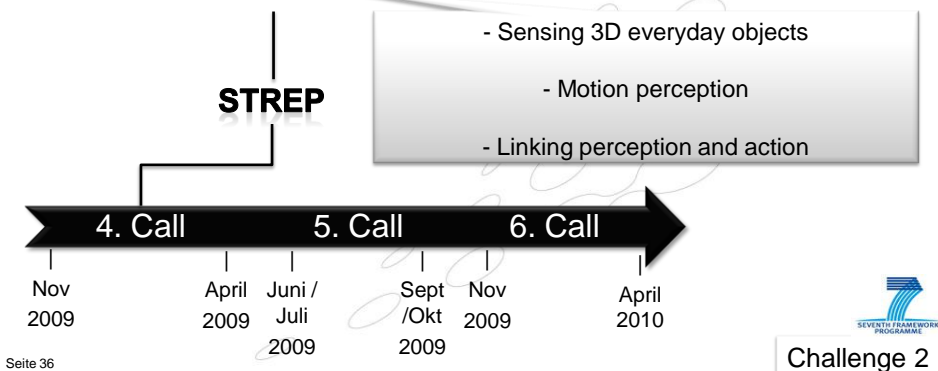 - Sensing 3D everyday objects
- Motion perception
- Linking perception and action
STREP
4. Call 5. Call 6. Call
Nov
2009
April
2009
Juni /
Juli
2009
Sept
/Okt
2009
Nov
2009
April
2010
7
SEVENTH FRAMEWORK
PROGRAMME
Seite 36
Challenge 2